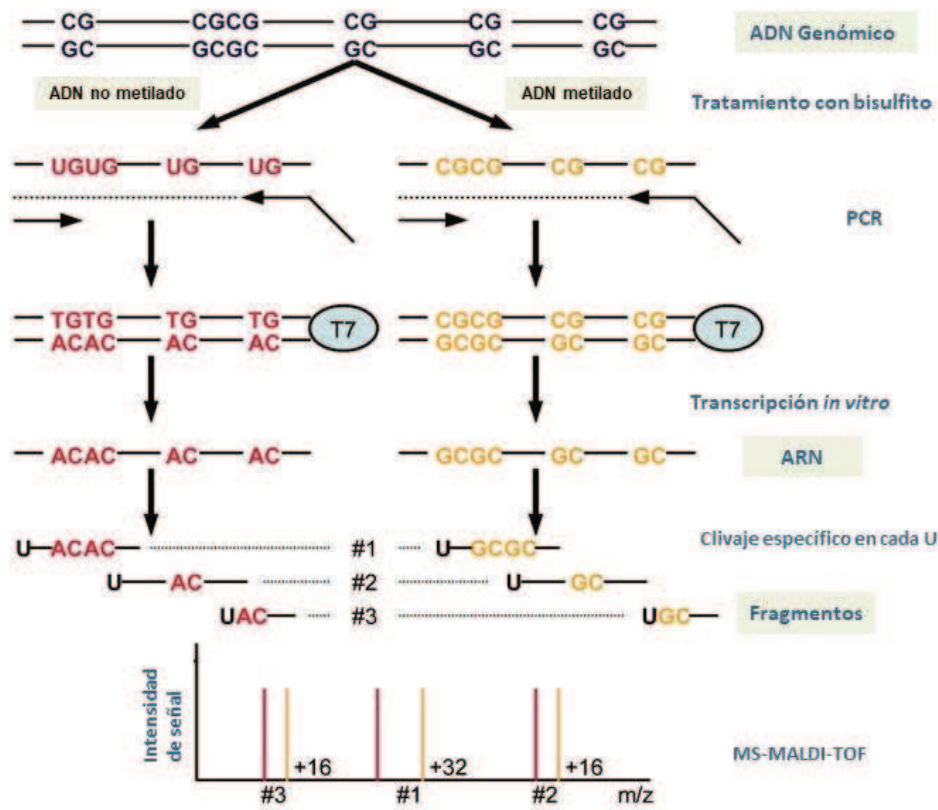 CG CGCG CG CG CG
GC GCGC GC GC GC
ADN Genómico
ADN no metilado
ADN metilado
Tratamiento con bisulfito
UGUG UG UG
CGCG CG CG
PCR
TGTG TG TG
ACAC AC AC
T7
CGCG CG CG
GCGC GC GC
T7
Transcripción in vitro
ACAC AC AC
GCGC GC GC
ARN
Clivaje específico en cada U
U ACAC #1 U GCGC
U AC #2 U GC
UAC #3 UGC
Fragmentos
Intensidad
de señal
+16 +32 +16
#3 #1 #2 m/z
MS-MALDI-TOF